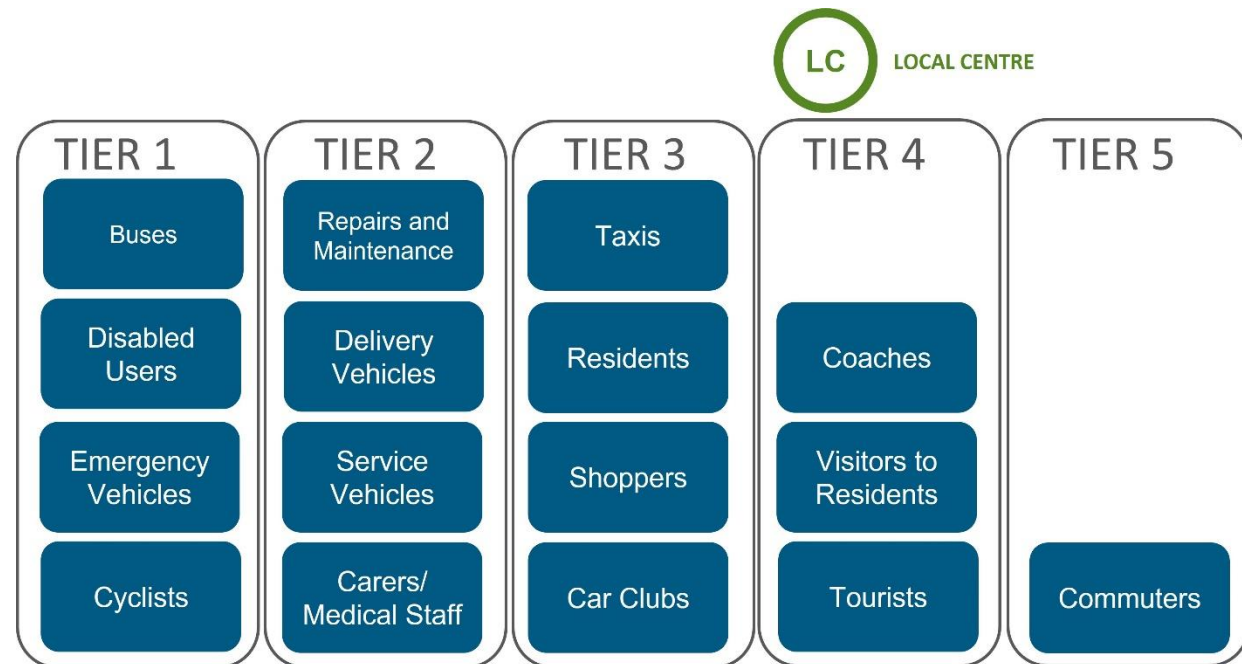 LC
LOCAL CENTRE
TIER 1
Buses
Disabled
Users
Emergency
Vehicles
Cyclists
TIER 2
Repairs and
Maintenance
Delivery
Vehicles
Service
Vehicles
Carers/
Medical Staff
TIER 3
Taxis
Residents
Shoppers
Car Clubs
TIER 4
Coaches
Visitors to
Residents
Tourists
TIER 5
Commuters